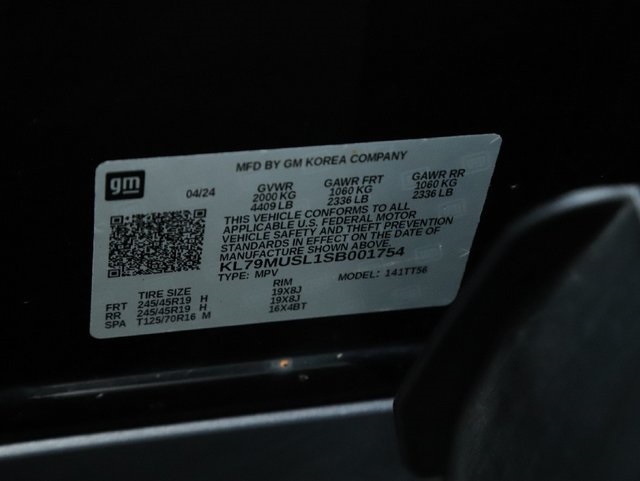 MFD BY GM KOREA COMPANY
gm
04/24
GVWR GAWR FRT GAWR RR
2000 KG 1060 KG 1060 KG
4409 LB 2336 LB 2336 LB
THIS VEHICLE CONFORMS TO ALL
APPLICABLE U.S. FEDERAL MOTOR
VEHICLE SAFETY AND THEFT PREVENTION
STANDARDS IN EFFECT ON THE DATE OF
MANUFACTURE SHOWN ABOVE.
KL79MUSL1SB001754
TYPE: MPV MODEL: 141TT56
TIRE SIZE RIM
FRT 245/45R19 H 19X8J
RR 245/45R19 H 19X8J
SPA T125/70R16 M 16X4BT